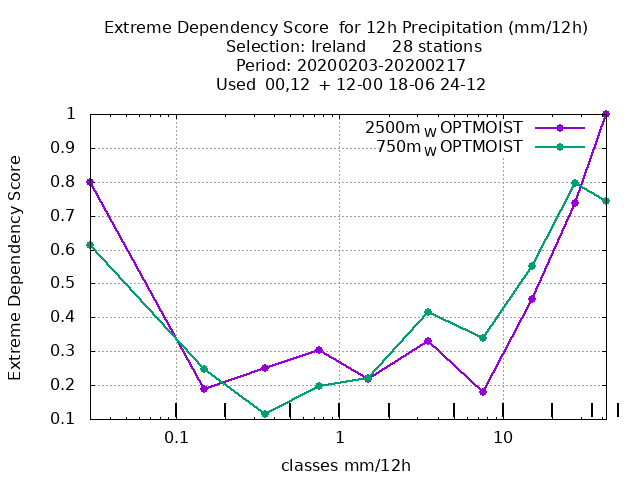 Extreme Dependency Score  for 12h Precipitation (mm/12h)
Selection: Ireland     28 stations
Period: 20200203-20200217
Used  00,12  + 12-00 18-06 24-12
2500m_W OPTMOIST
750m_W OPTMOIST
Extreme Dependency Score
1
0.9
0.8
0.7
0.6
0.5
0.4
0.3
0.2
0.1
0.1 1 10
classes mm/12h